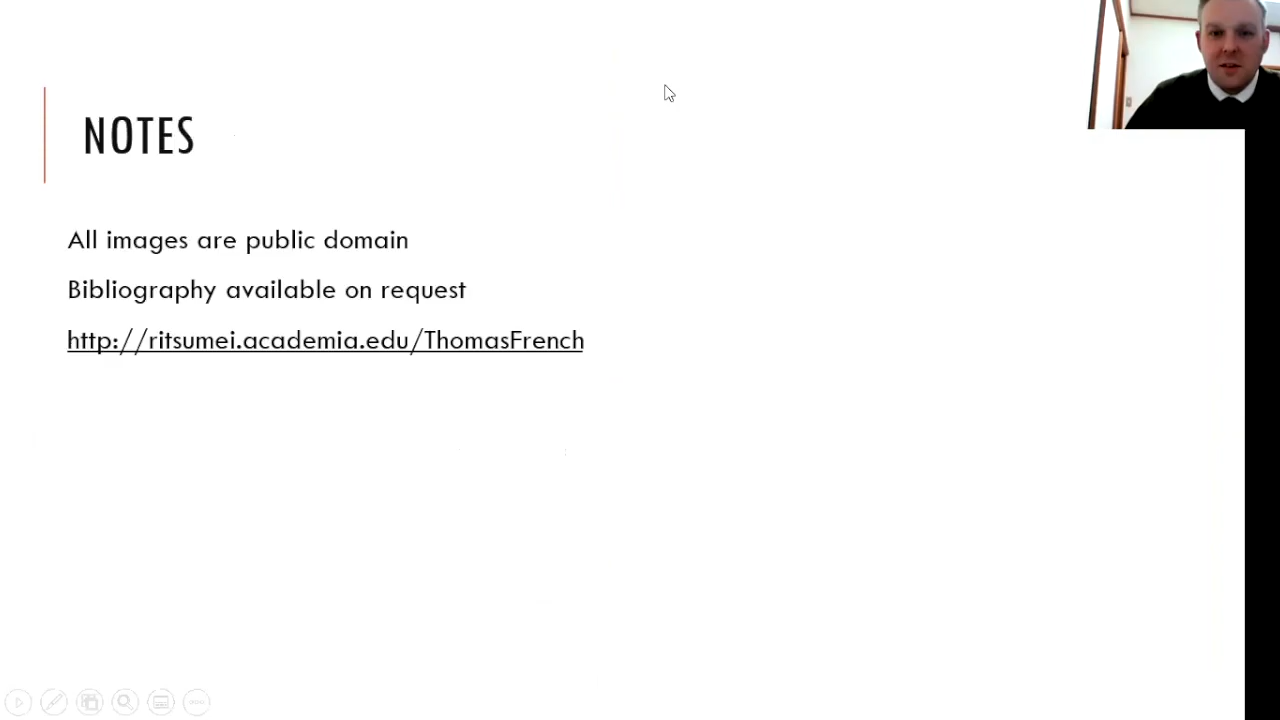 NOTES
All images are public domain
Bibliography available on request
http://ritsumei.academia.edu/ThomasFrench